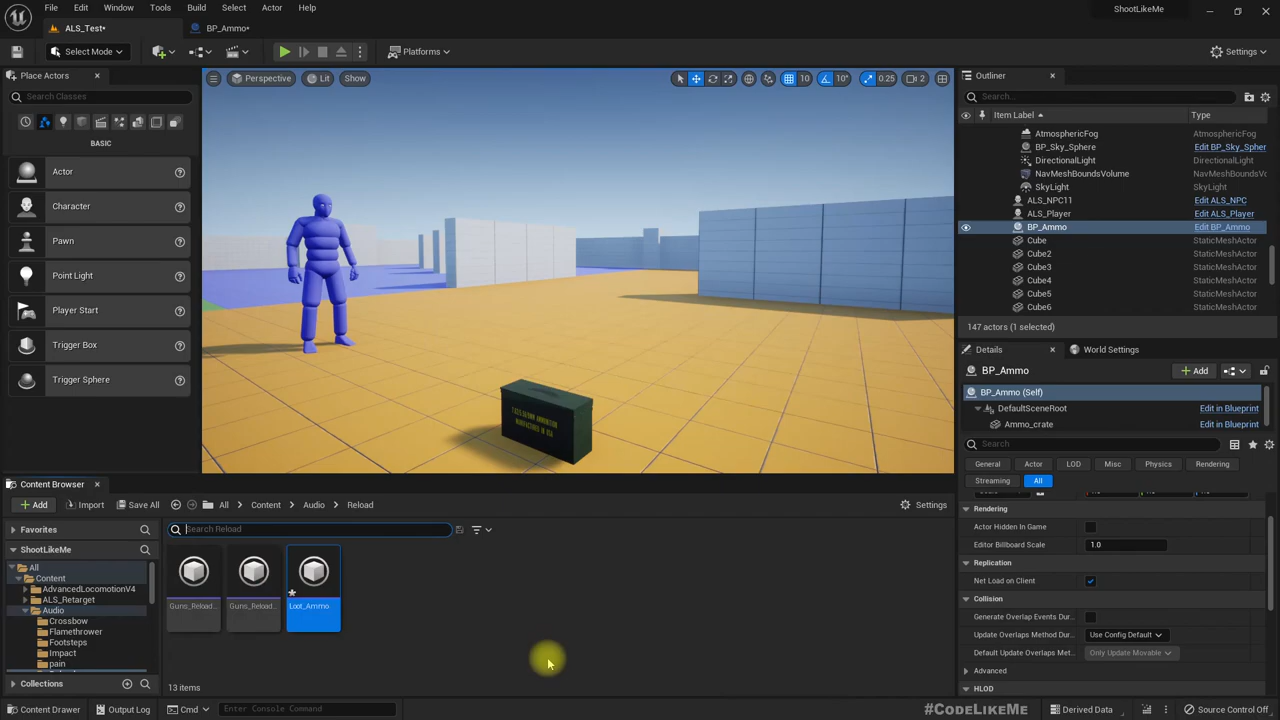 File Edit Window Tools Build Select Actor Help
ShootLikeMe
ALS_Test*
BP_Ammo*
Select Mode
Platforms
Settings
Place Actors
Search Classes
BASIC
Actor
Character
Pawn
Point Light
Player Start
Trigger Box
Trigger Sphere
Perspective
Lit
Show
10
10°
0.25
2
Outliner
Search...
Item Label
Type
AtmosphericFog AtmosphericFog
BP_Sky_Sphere Edit BP_Sky_Spher
DirectionalLight DirectionalLight
NavMeshBoundsVolume NavMeshBoundsVo
SkyLight SkyLight
ALS_NPC11 Edit ALS_NPC
ALS_Player Edit ALS_Player
BP_Ammo Edit BP_Ammo
Cube StaticMeshActor
Cube2 StaticMeshActor
Cube3 StaticMeshActor
Cube4 StaticMeshActor
Cube5 StaticMeshActor
Cube6 StaticMeshActor
147 actors (1 selected)
Details
World Settings
BP_Ammo
Add
BP_Ammo (Self)
DefaultSceneRoot Edit in Blueprint
Ammo_crate Edit in Blueprint
Search
General Actor LOD Misc Physics Rendering
Streaming All
Rendering
Actor Hidden In Game
Editor Billboard Scale 1.0
Replication
Net Load on Client
Collision
Generate Overlap Events Dur
Update Overlaps Method Dur Use Config Default
Default Update Overlaps Met Only Update Movable
Advanced
HLOD
Content Browser
Add
Import
Save All
All
Content
Audio
Reload
Settings
Favorites
Search Reload
ShootLikeMe
All
Content
AdvancedLocomotionV4
ALS_Retarget
Audio
Crossbow
Flamethrower
Footsteps
Impact
pain
Collections
Guns_Reload...
Guns_Reload...
Loot_Ammo
13 items
Content Drawer
Output Log
Cmd
Enter Console Command
#CodeLikeMe
Derived Data
Source Control Off